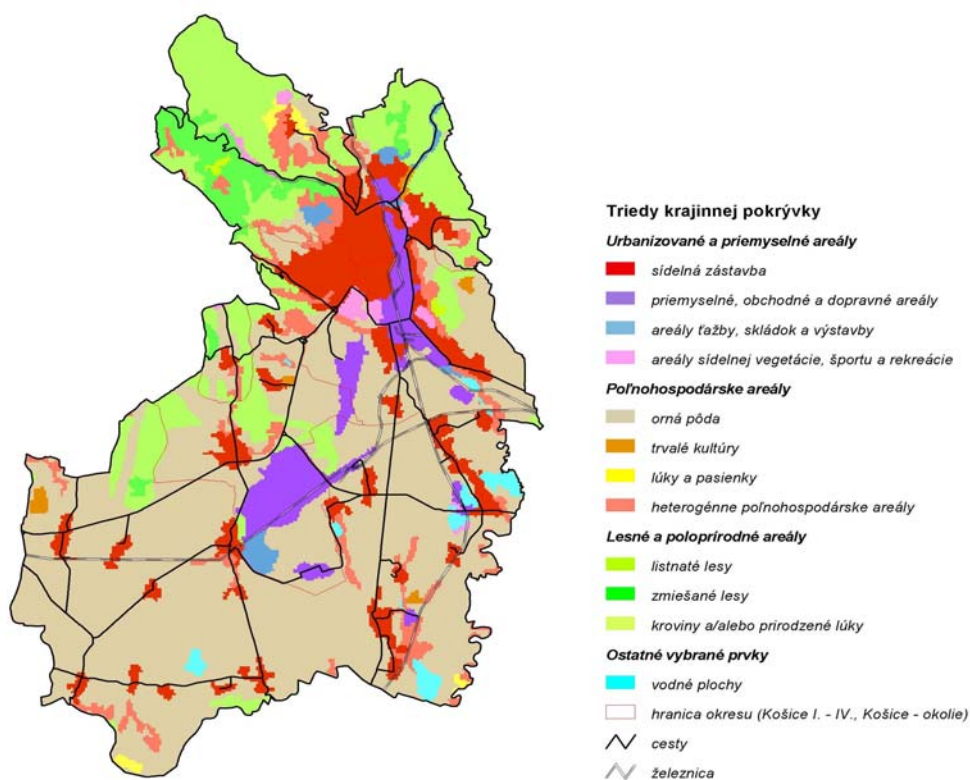 Triedy krajinnej pokrývky
Urbanizované a priemyselné areály
sídelná zástavba
priemyselné, obchodné a dopravné areály
areály ťažby, skládok a výstavby
areály sídelnej vegetácie, športu a rekreácie
Poľnohospodárske areály
orná pôda
trvalé kultúry
lúky a pasienky
heterogénne poľnohospodárske areály
Lesné a poloprírodné areály
listnaté lesy
zmiešané lesy
kroviny a/alebo prirodzené lúky
Ostatné vybrané prvky
vodné plochy
hranica okresu (Košice I. - IV., Košice - okolie)
cesty
železnica